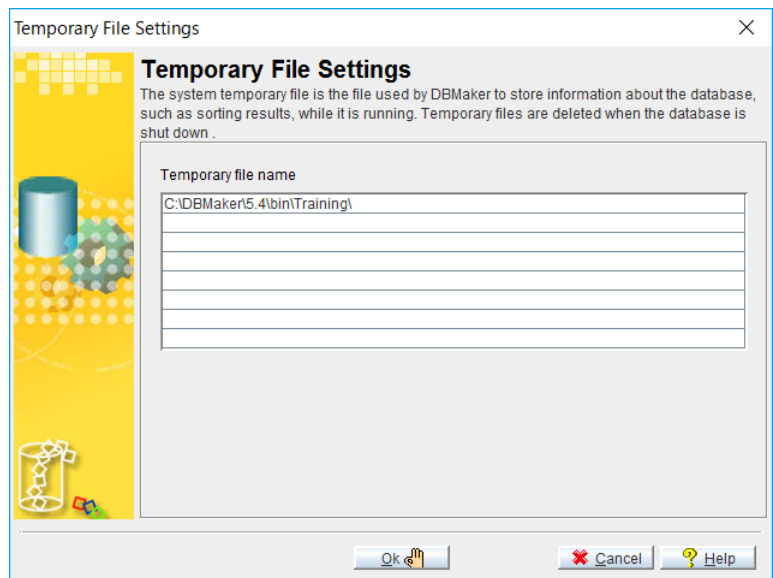 Temporary File Settings
Temporary File Settings
The system temporary file is the file used by DBMaker to store information about the database,
such as sorting results, while it is running. Temporary files are deleted when the database is
shut down .
Temporary file name
C:\DBMaker\5.4\bin\Training\
Ok
Cancel
Help